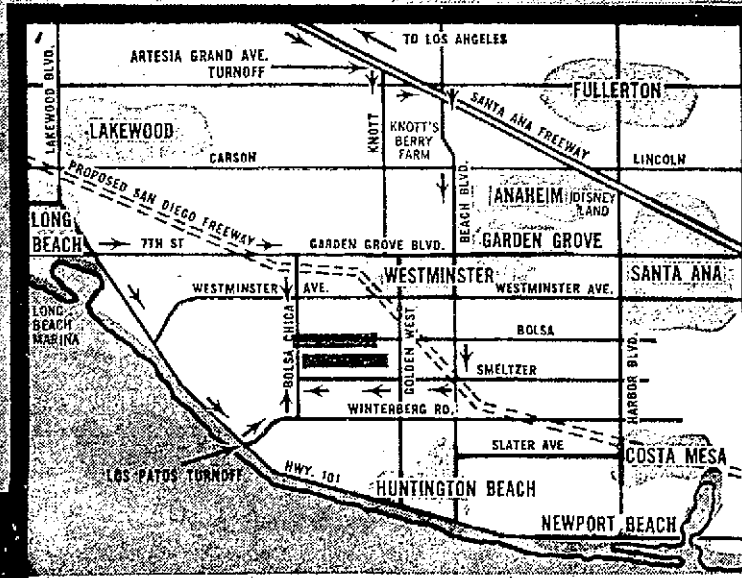 TO LOS ANGELES
ARTESIA GRAND AVE.
TURNOFF
LAKEWOOD BLVD.
FULLERTON
SANTA ANA FREEWAY
LAKEWOOD
KNOTT
KNOTT'S
BERRY
FARM
CARSON
LINCOLN
PROPOSED SAN DIEGO FREEWAY
BEACH BLVD.
ANAHEIM
DISNEY
LAND
LONG
BEACH
7TH ST
GARDEN GROVE BLVD.
GARDEN GROVE
WESTMINSTER
SANTA ANA
WESTMINSTER AVE.
WESTMINSTER AVE.
LONG
BEACH
MARINA
BOLSA CHICA
GOLDEN WEST
BOLSA
HARBOR BLVD.
SMELTZER
WINTERBERG RD.
SLATER AVE
COSTA MESA
LOS PATOS TURNOFF
HWY. 101
HUNTINGTON BEACH
NEWPORT BEACH